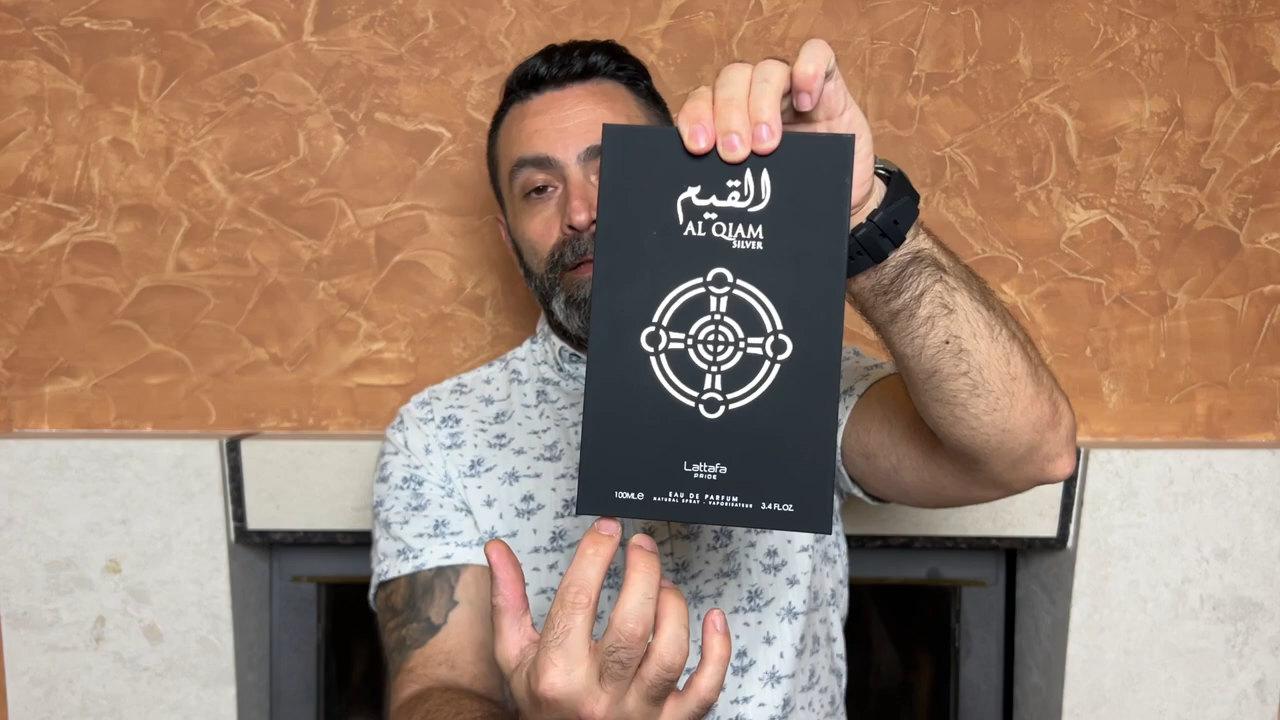 القيم
AL QIAM
SILVER
Lattafa
PRIDE
100MLe EAU DE PARFUM 3.4 FL.OZ.
NATURAL SPRAY - VAPORISATEUR